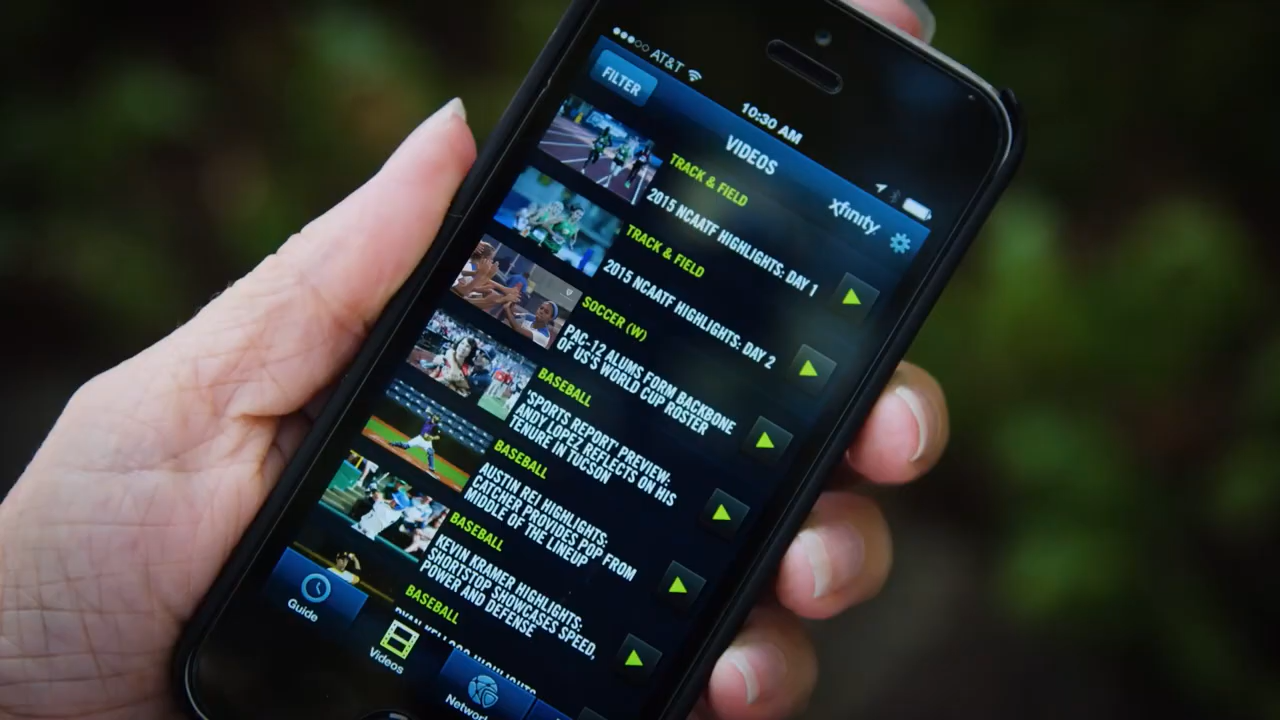 AT&T
10:30 AM
FILTER
VIDEOS
xfinity
TRACK & FIELD
2015 NCAATF HIGHLIGHTS: DAY 1
TRACK & FIELD
2015 NCAATF HIGHLIGHTS: DAY 2
SOCCER (W)
PAC-12 ALUMS FORM BACKBONE
OF US'S WORLD CUP ROSTER
BASEBALL
'SPORTS REPORT' PREVIEW:
ANDY LOPEZ REFLECTS ON HIS
TENURE IN TUCSON
BASEBALL
AUSTIN REI HIGHLIGHTS:
CATCHER PROVIDES POP FROM
MIDDLE OF THE LINEUP
BASEBALL
KEVIN KRAMER HIGHLIGHTS:
SHORTSTOP SHOWCASES SPEED,
POWER AND DEFENSE
BASEBALL
HIGHLIGHTS
Guide
Videos